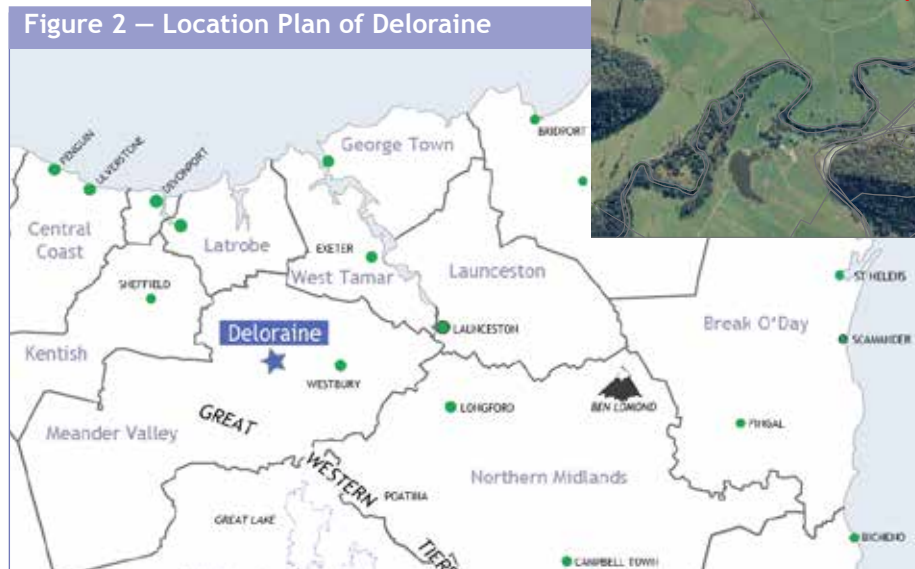 Figure 2 — Location Plan of Deloraine
BRIDPORT
George Town
PENGUIN
ULVERSTONE
DEVONPORT
Central
Coast
Latrobe
EXETER
West Tamar
Launceston
ST HELENS
SHEFFIELD
Deloraine
LAUNCESTON
Break O'Day
SCAMANDER
Kentish
WESTBURY
BEN LOMOND
LONGFORD
GREAT
FINGAL
Meander Valley
WESTERN
POATINA
Northern Midlands
GREAT LAKE
TIERS
BICHENO
CAMPBELL TOWN